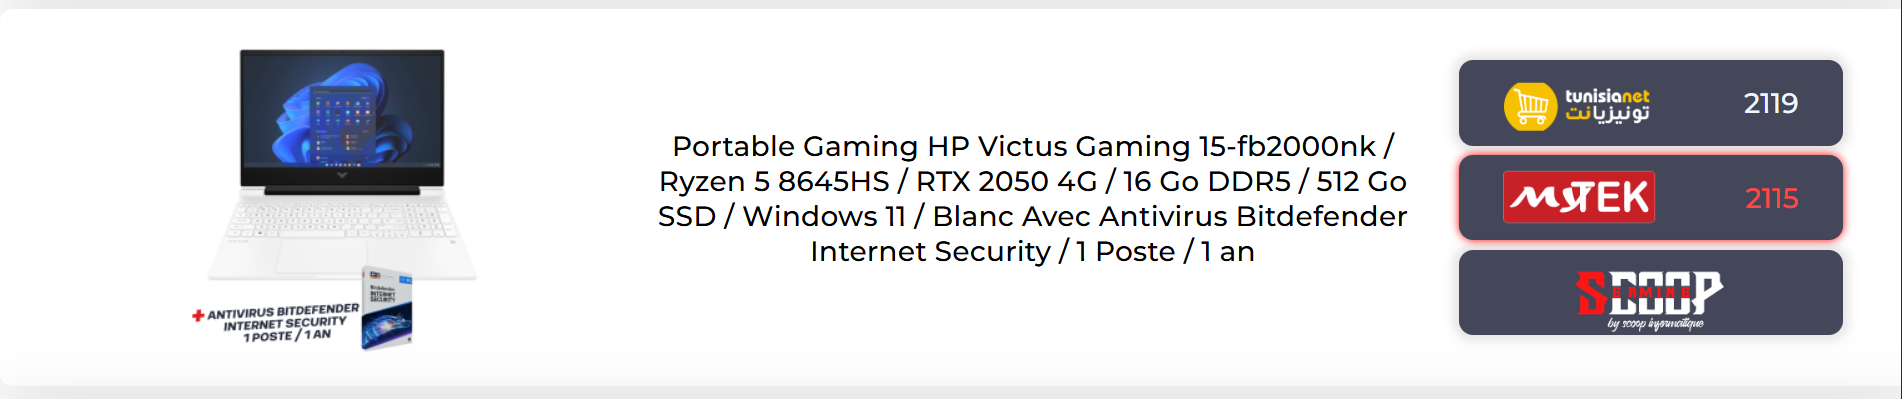 Portable Gaming HP Victus Gaming 15-fb2000nk /
Ryzen 5 8645HS / RTX 2050 4G / 16 Go DDR5 / 512 Go
SSD / Windows 11 / Blanc Avec Antivirus Bitdefender
Internet Security / 1 Poste / 1 an
+ ANTIVIRUS BITDEFENDER
INTERNET SECURITY
1 POSTE / 1 AN
Bitdefender
INTERNET
SECURITY
tunisianet
تونيزيانت
2119
MYTEK
2115
SCOOP
GAMING
by scoop informatique